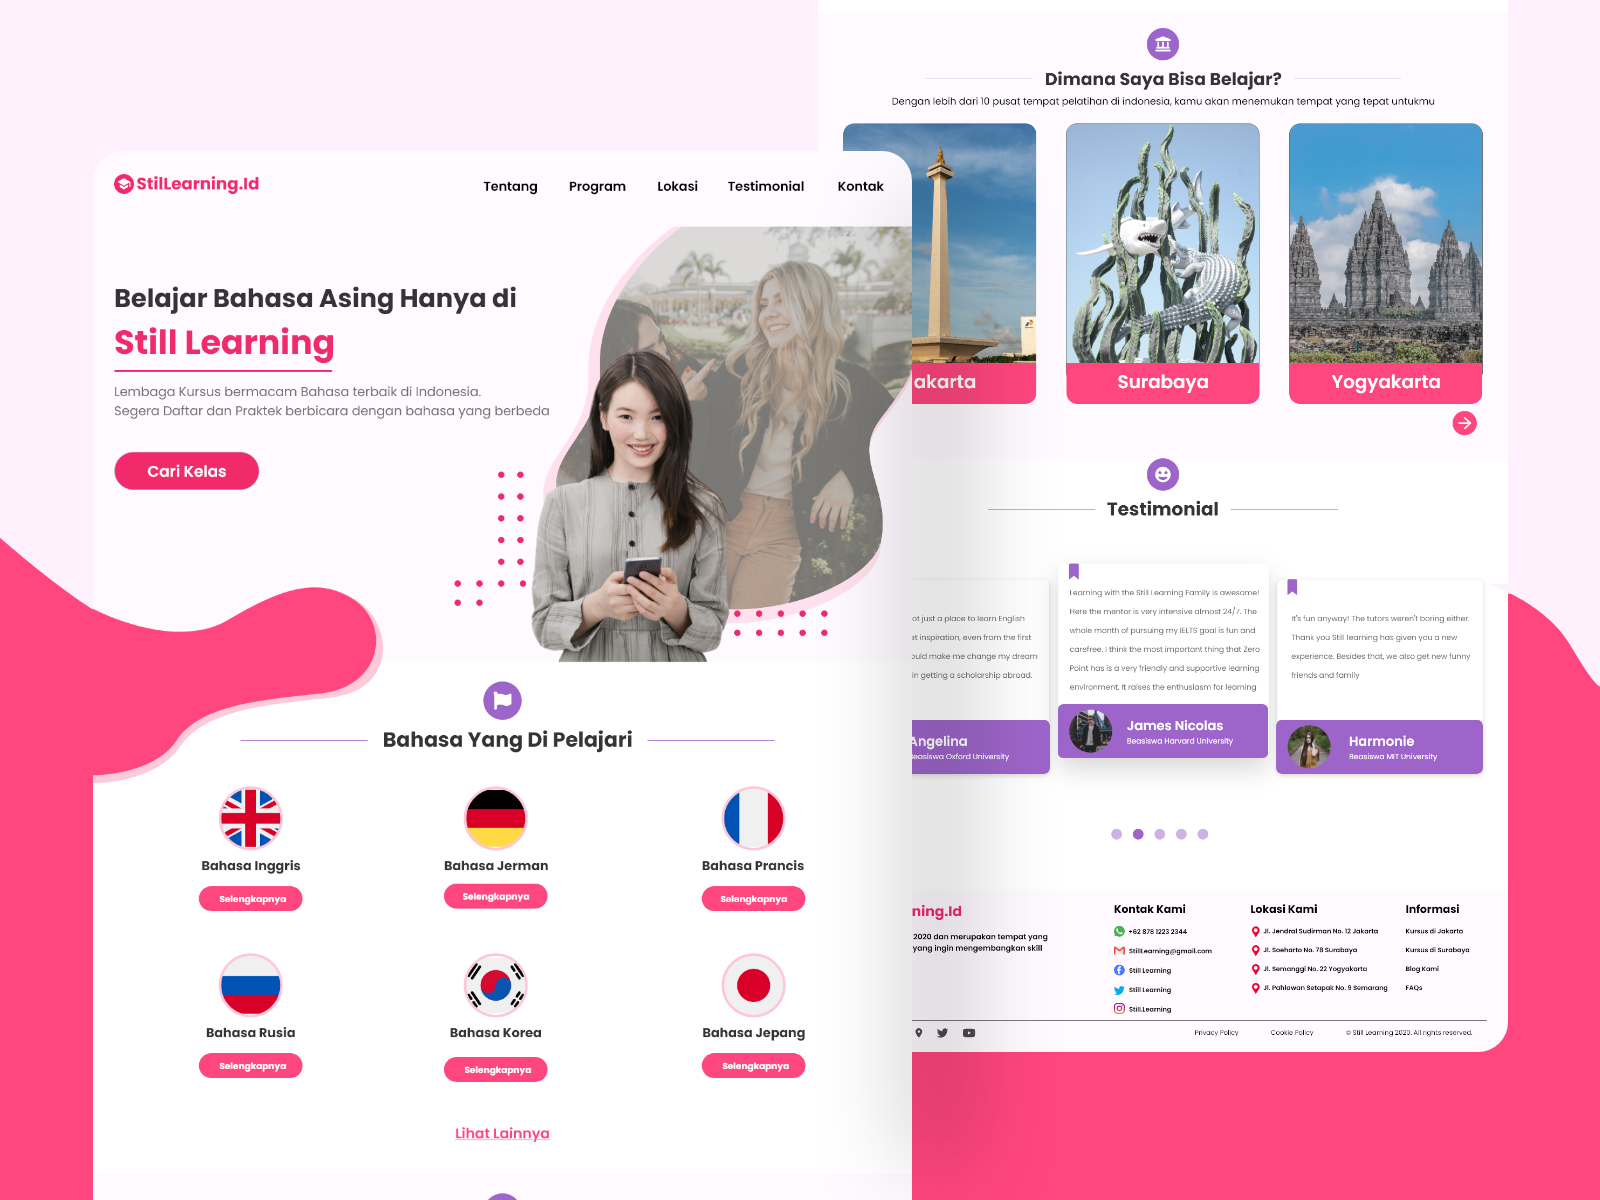 StilLearning.Id
Tentang
Program
Lokasi
Testimonial
Kontak
Belajar Bahasa Asing Hanya di
Still Learning
Lembaga Kursus bermacam Bahasa terbaik di Indonesia.
Segera Daftar dan Praktek berbicara dengan bahasa yang berbeda
Cari Kelas
Bahasa Yang Di Pelajari
Bahasa Inggris
Selengkapnya
Bahasa Jerman
Selengkapnya
Bahasa Prancis
Selengkapnya
Bahasa Rusia
Selengkapnya
Bahasa Korea
Selengkapnya
Bahasa Jepang
Selengkapnya
Lihat Lainnya
Dimana Saya Bisa Belajar?
Dengan lebih dari 10 pusat tempat pelatihan di indonesia, kamu akan menemukan tempat yang tepat untukmu
akarta
Surabaya
Yogyakarta
Testimonial
ot just a place to learn English
et inspiration, even from the first
ould make me change my dream
in getting a scholarship abroad.
Angelina
Beasiswa Oxford University
Learning with the Still Learning Family is awesome!
Here the mentor is very intensive almost 24/7. The
whole month of pursuing my IELTS goal is fun and
carefree. I think the most important thing that Zero
Point has is a very friendly and supportive learning
environment. It raises the enthusiasm for learning
James Nicolas
Beasiswa Harvard University
It's fun anyway! The tutors weren't boring either.
Thank you Still learning has given you a new
experience. Besides that, we also get new funny
friends and family
Harmonie
Beasiswa MIT University
ning.Id
2020 dan merupakan tempat yang
yang ingin mengembangkan skill
Kontak Kami
+62 878 1223 2344
StillLearning@gmail.com
Still Learning
Still Learning
Still.Learning
Lokasi Kami
Jl. Jendral Sudirman No. 12 Jakarta
Jl. Soeharto No. 78 Surabaya
Jl. Semanggi No. 22 Yogyakarta
Jl. Pahlawan Setapak No. 9 Semarang
Informasi
Kursus di Jakarta
Kursus di Surabaya
Blog Kami
FAQs
Privacy Policy
Cookie Policy
© Still Learning 2020. All rights reserved.